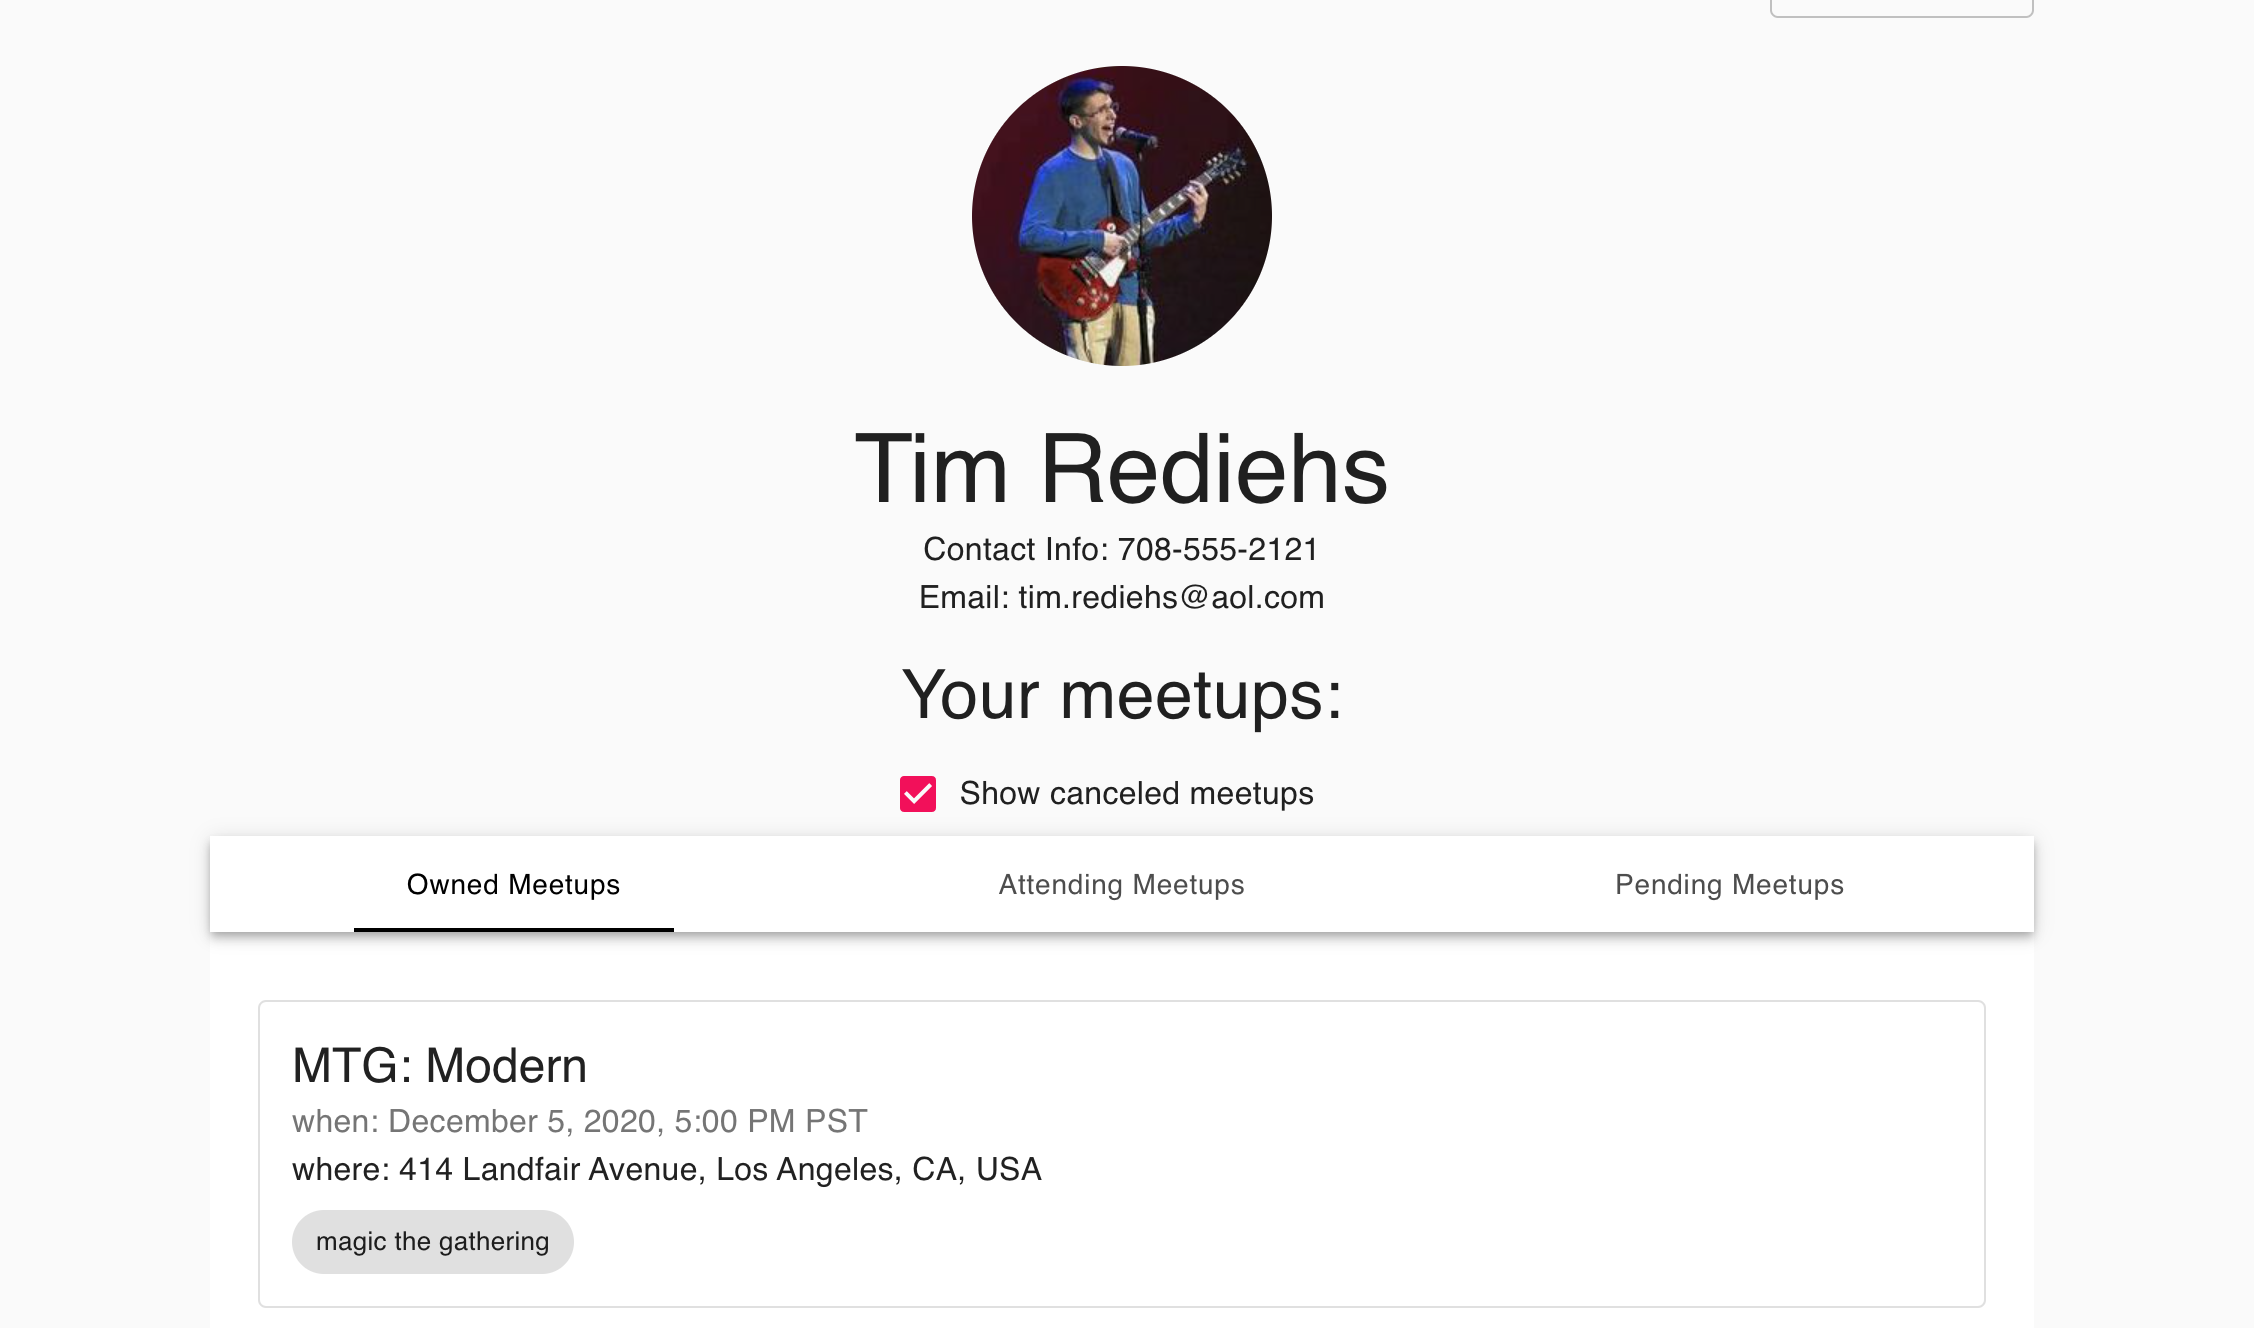 Tim Rediehs
Contact Info: 708-555-2121
Email: tim.rediehs@aol.com
Your meetups:
Show canceled meetups
Owned Meetups
Attending Meetups
Pending Meetups
MTG: Modern
when: December 5, 2020, 5:00 PM PST
where: 414 Landfair Avenue, Los Angeles, CA, USA
magic the gathering